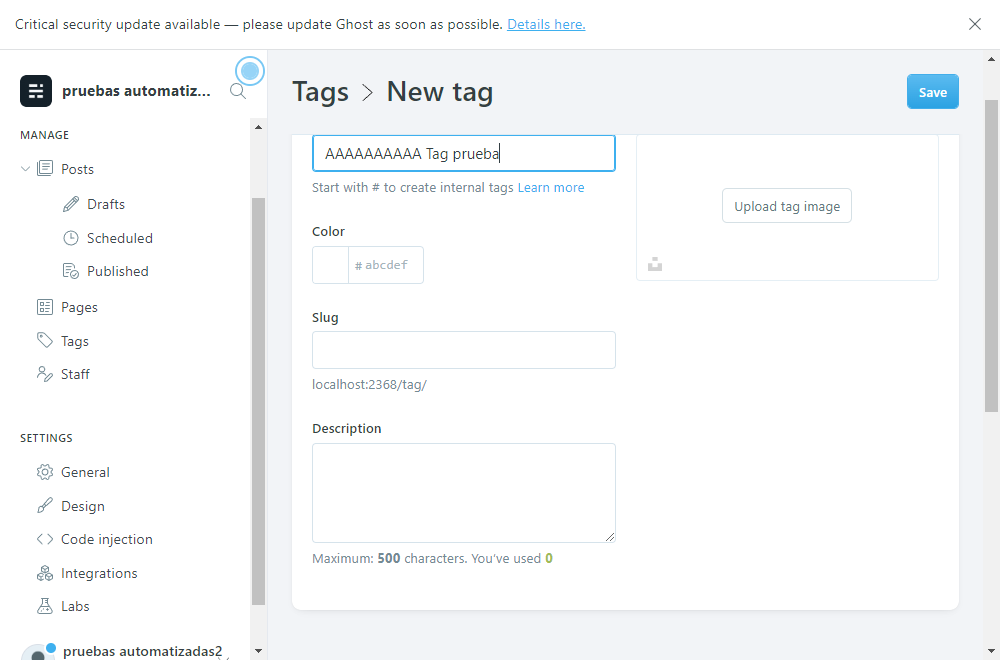 Critical security update available — please update Ghost as soon as possible. Details here.
pruebas automatiz...
MANAGE
Posts
Drafts
Scheduled
Published
Pages
Tags
Staff
SETTINGS
General
Design
Code injection
Integrations
Labs
pruebas automatizadas2
Tags > New tag
Save
AAAAAAAAAA Tag prueba
Start with # to create internal tags Learn more
Upload tag image
Color
# abcdef
Slug
localhost:2368/tag/
Description
Maximum: 500 characters. You've used 0